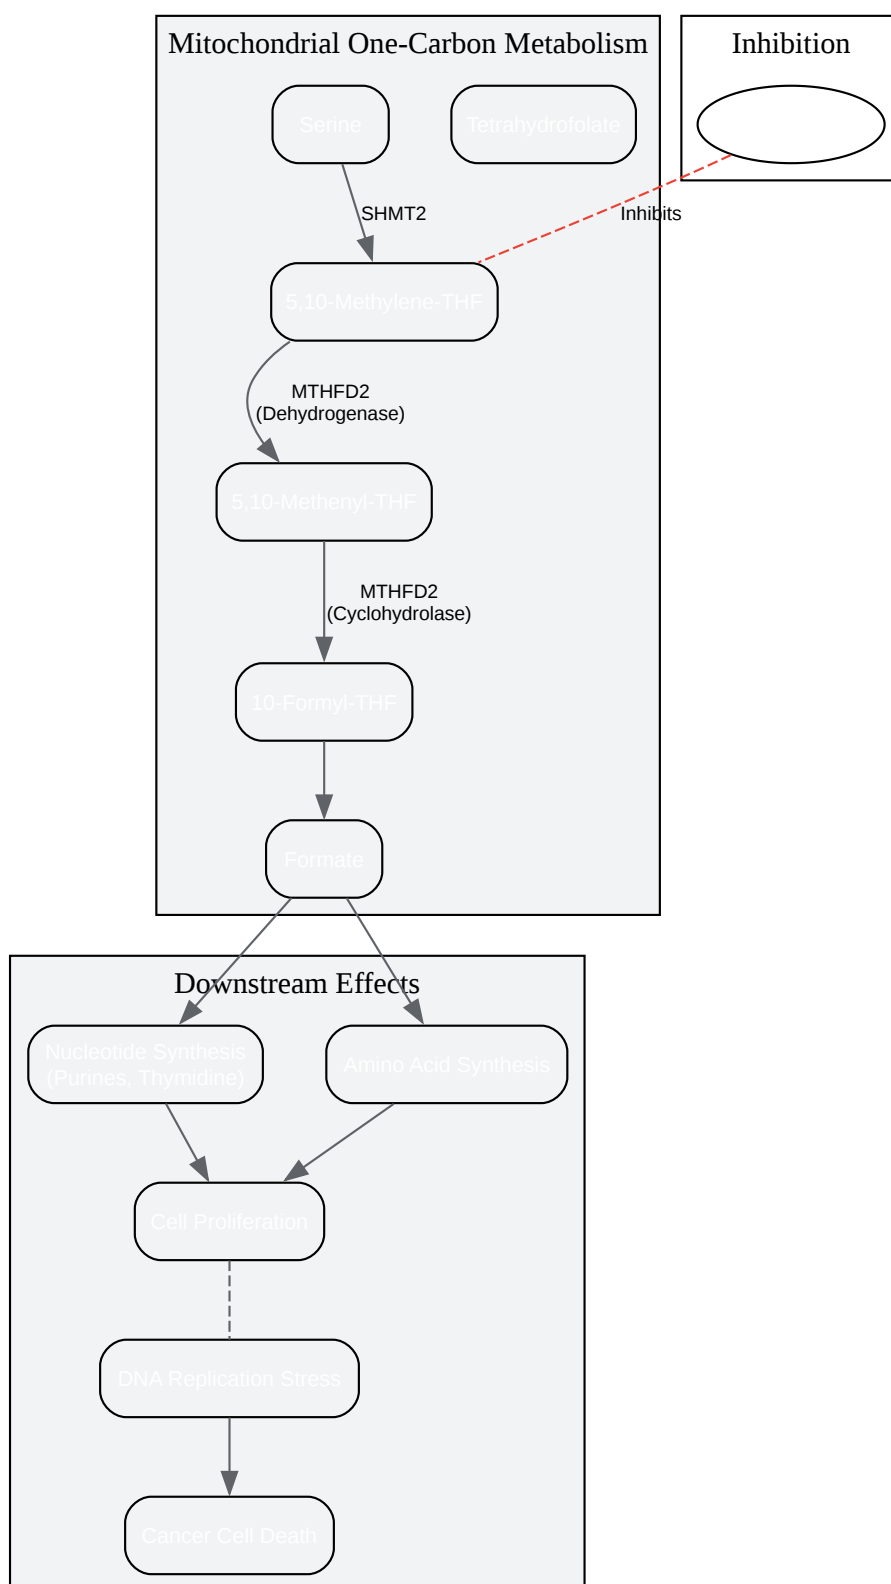 Mitochondrial One-Carbon Metabolism
Inhibition
Serine
Tetrahydrofolate
SHMT2
Inhibits
5,10-Methylene-THF
MTHFD2
(Dehydrogenase)
5,10-Methenyl-THF
MTHFD2
(Cyclohydrolase)
10-Formyl-THF
Formate
Downstream Effects
Nucleotide Synthesis
(Purines, Thymidine)
Amino Acid Synthesis
Cell Proliferation
DNA Replication Stress
Cancer Cell Death